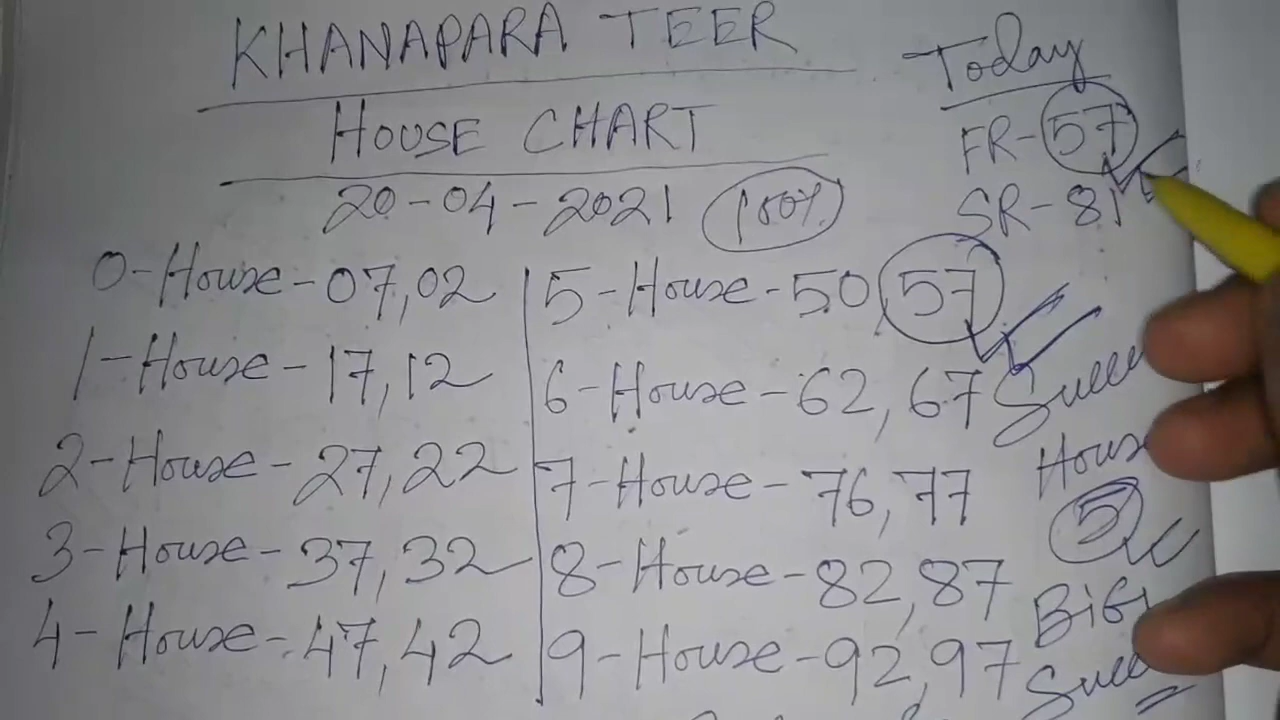 KHANAPARA TEER
HOUSE CHART
20-04-2021 100%
0-House-07,02
1-House-17,12
2-House-27,22
3-House-37,32
4-House-47,42
5-House-50,57
6-House-62,67
7-House-76,77
8-House-82,87
9-House-92,97
Today
FR-57
SR-81
House
5